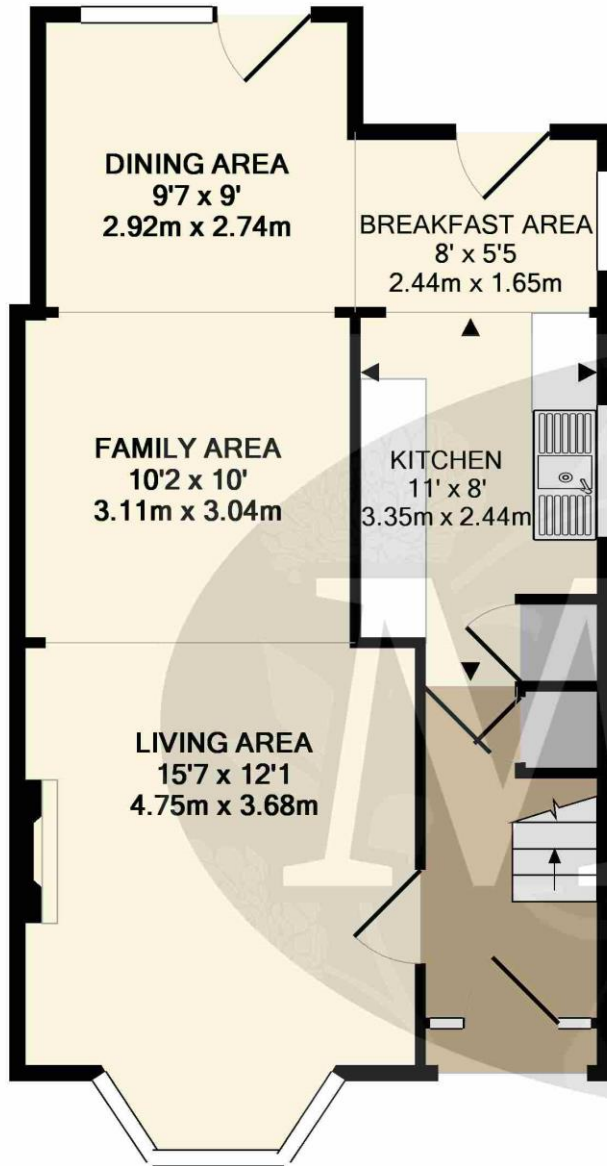 DINING AREA
9'7 x 9'
2.92m x 2.74m
BREAKFAST AREA
8' x 5'5
2.44m x 1.65m
FAMILY AREA
10'2 x 10'
3.11m x 3.04m
KITCHEN
11' x 8'
3.35m x 2.44m
LIVING AREA
15'7 x 12'1
4.75m x 3.68m
M